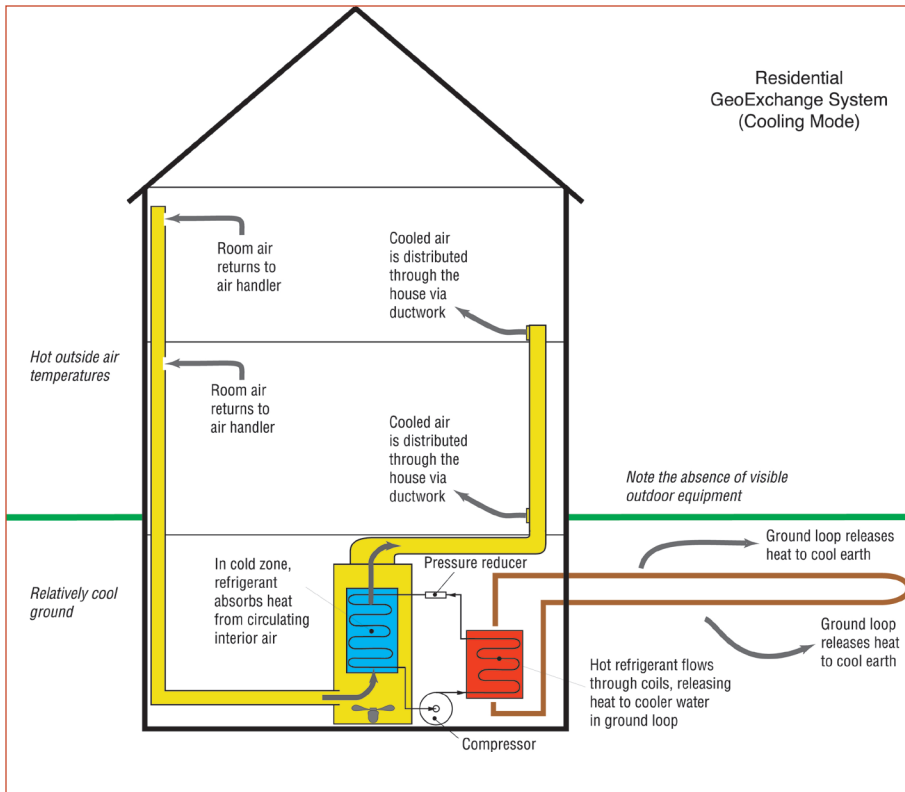 Residential
GeoExchange System
(Cooling Mode)
Room air
returns to
air handler
Cooled air
is distributed
through the
house via
ductwork
Hot outside air
temperatures
Room air
returns to
air handler
Cooled air
is distributed
through the
house via
ductwork
Note the absence of visible
outdoor equipment
Ground loop releases
heat to cool earth
In cold zone,
refrigerant
absorbs heat
from circulating
interior air
Pressure reducer
Relatively cool
ground
Ground loop
releases heat
to cool earth
Hot refrigerant flows
through coils, releasing
heat to cooler water
in ground loop
Compressor